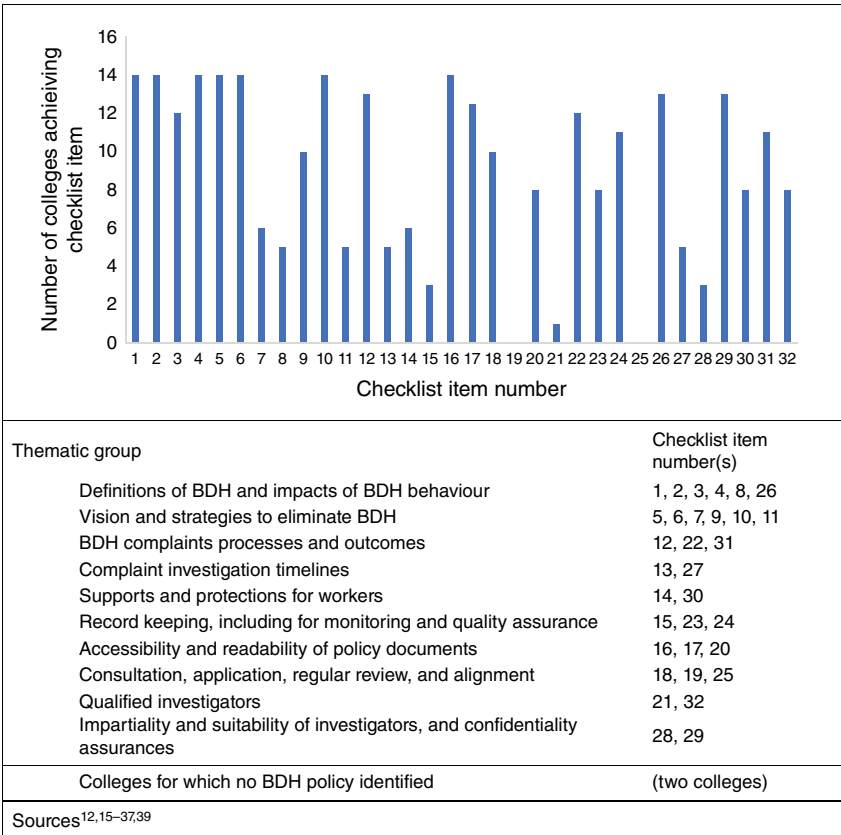 Number of colleges achieiving
checklist item
16
14
12
10
8
6
4
2
0
1 2 3 4 5 6 7 8 9 10 11 12 13 14 15 16 17 18 19 20 21 22 23 24 25 26 27 28 29 30 31 32
Checklist item number
Thematic group
Checklist item
number(s)
Definitions of BDH and impacts of BDH behaviour 1, 2, 3, 4, 8, 26
Vision and strategies to eliminate BDH 5, 6, 7, 9, 10, 11
BDH complaints processes and outcomes 12, 22, 31
Complaint investigation timelines 13, 27
Supports and protections for workers 14, 30
Record keeping, including for monitoring and quality assurance 15, 23, 24
Accessibility and readability of policy documents 16, 17, 20
Consultation, application, regular review, and alignment 18, 19, 25
Qualified investigators 21, 32
Impartiality and suitability of investigators, and confidentiality
assurances 28, 29
Colleges for which no BDH policy identified (two colleges)
Sources12,15–37,39